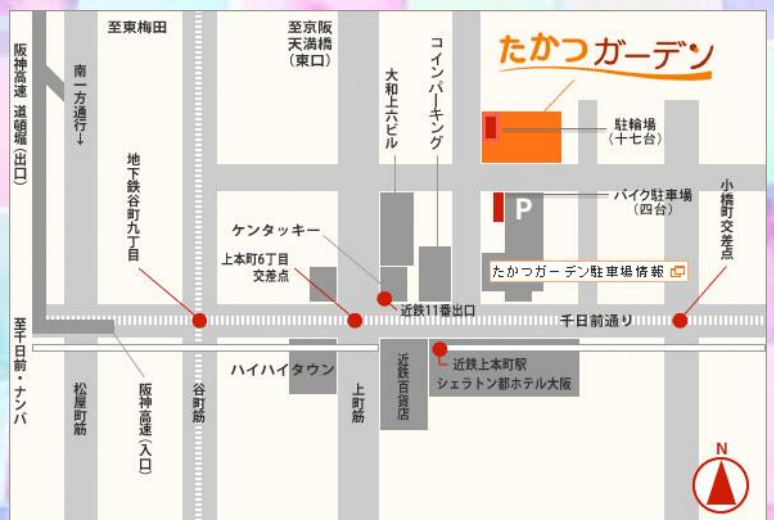 至東梅田
至京阪
天満橋
(東口)
コインパーキング
たかつガーデン
阪神高速 道頓堀(出口)
南一方通行→
大和上六ビル
駐輪場
(十七台)
地下鉄谷町九丁目
バイク駐車場
(四台)
小橋町交差点
P
ケンタッキー
上本町6丁目
交差点
たかつガーデン駐車場情報
近鉄11番出口
千日前通り
至千日前・ナンバ
ハイハイタウン
近鉄百貨店
近鉄上本町駅
シェラトン都ホテル大阪
松屋町筋
阪神高速(入口)
谷町筋
上町筋
N